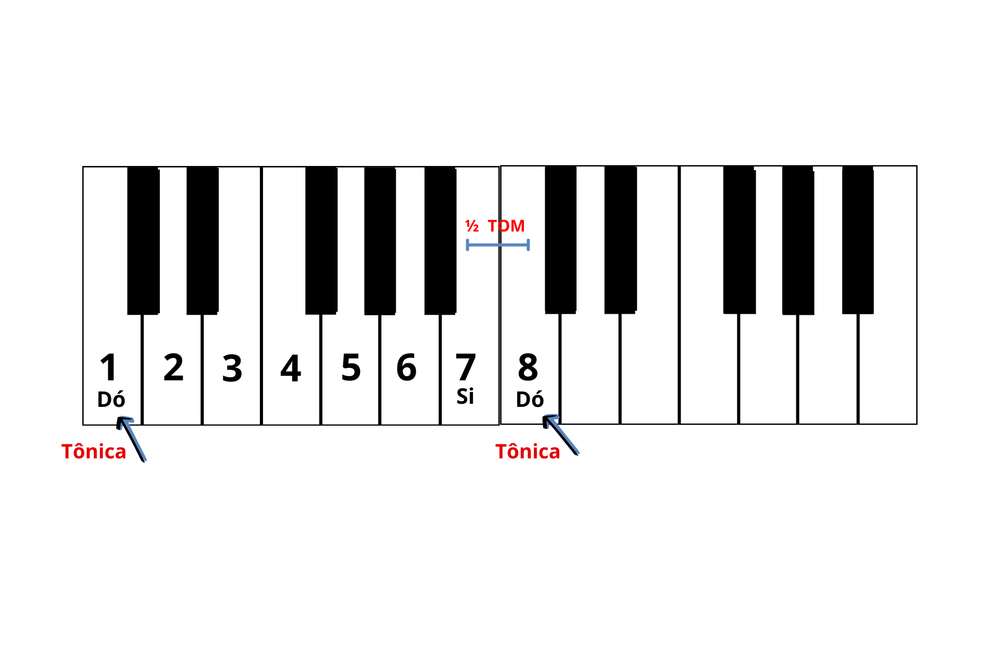 ½ TOM
1 2 3 4 5 6 7 8
Dó Si Dó
Tônica Tônica